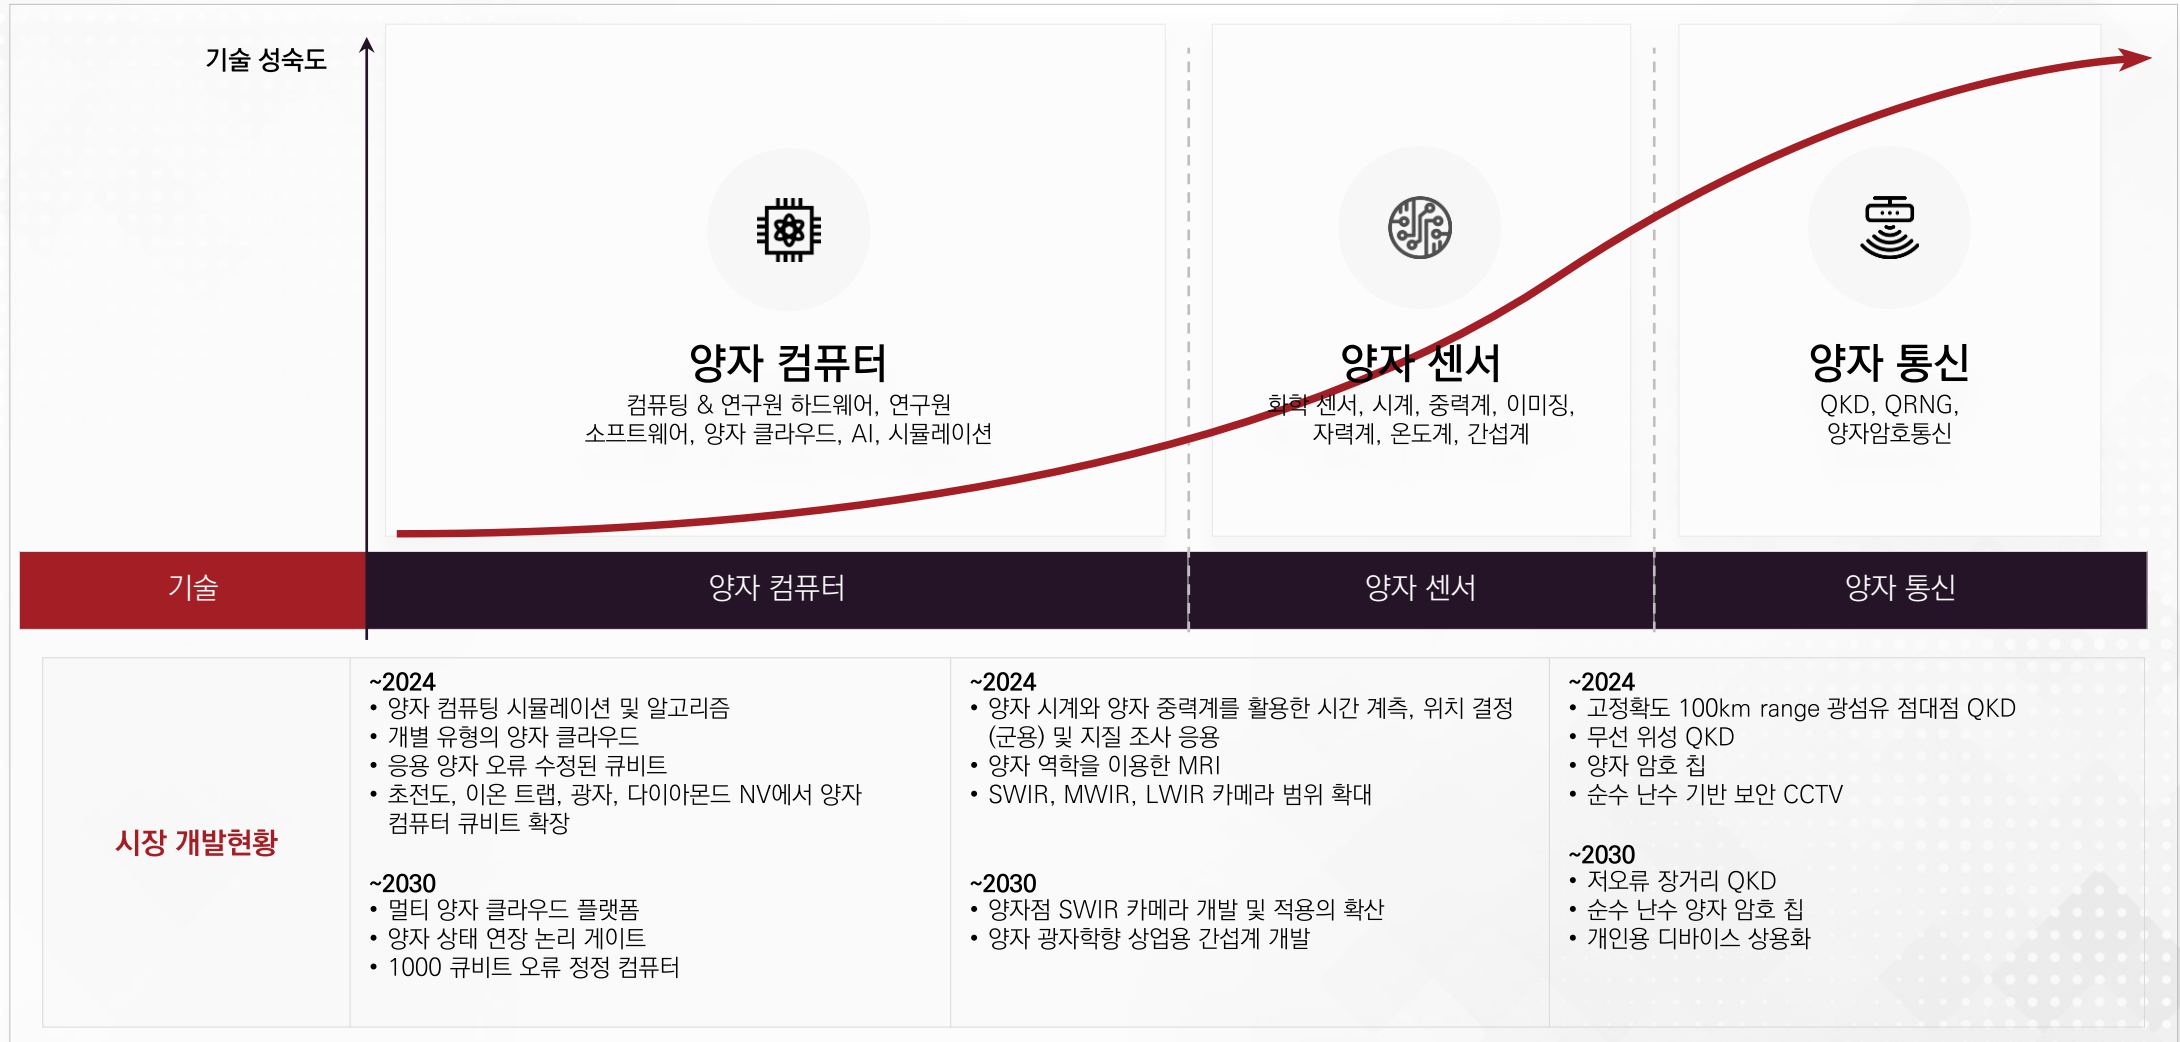 기술 성숙도
양자 컴퓨터
컴퓨팅 & 연구원 하드웨어, 연구원
소프트웨어, 양자 클라우드, AI, 시뮬레이션
양자 센서
화학 센서, 시계, 중력계, 이미징,
자력계, 온도계, 간섭계
양자 통신
QKD, QRNG,
양자암호통신
기술
양자 컴퓨터
양자 센서
양자 통신
시장 개발현황
~2024
• 양자 컴퓨팅 시뮬레이션 및 알고리즘
• 개별 유형의 양자 클라우드
• 응용 양자 오류 수정된 큐비트
• 초전도, 이온 트랩, 광자, 다이아몬드 NV에서 양자
컴퓨터 큐비트 확장
~2030
• 멀티 양자 클라우드 플랫폼
• 양자 상태 연장 논리 게이트
• 1000 큐비트 오류 정정 컴퓨터
~2024
• 양자 시계와 양자 중력계를 활용한 시간 계측, 위치 결정
(군용) 및 지질 조사 응용
• 양자 역학을 이용한 MRI
• SWIR, MWIR, LWIR 카메라 범위 확대
~2030
• 양자점 SWIR 카메라 개발 및 적용의 확산
• 양자 광자학향 상업용 간섭계 개발
~2024
• 고정확도 100km range 광섬유 점대점 QKD
• 무선 위성 QKD
• 양자 암호 칩
• 순수 난수 기반 보안 CCTV
~2030
• 저오류 장거리 QKD
• 순수 난수 양자 암호 칩
• 개인용 디바이스 상용화